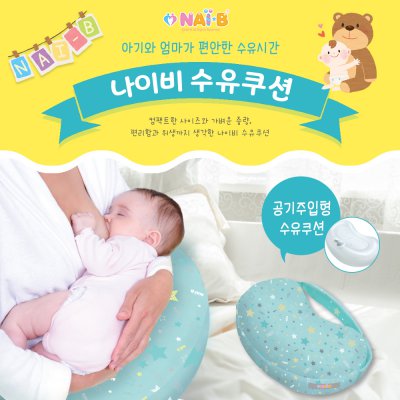 NAI-B
NAI-B
아기와 엄마가 편안한 수유시간
나이비 수유쿠션
컴팩트한 사이즈와 가벼운 중량,
편리함과 위생까지 생각한 나이비 수유쿠션
공기주입형
수유쿠션